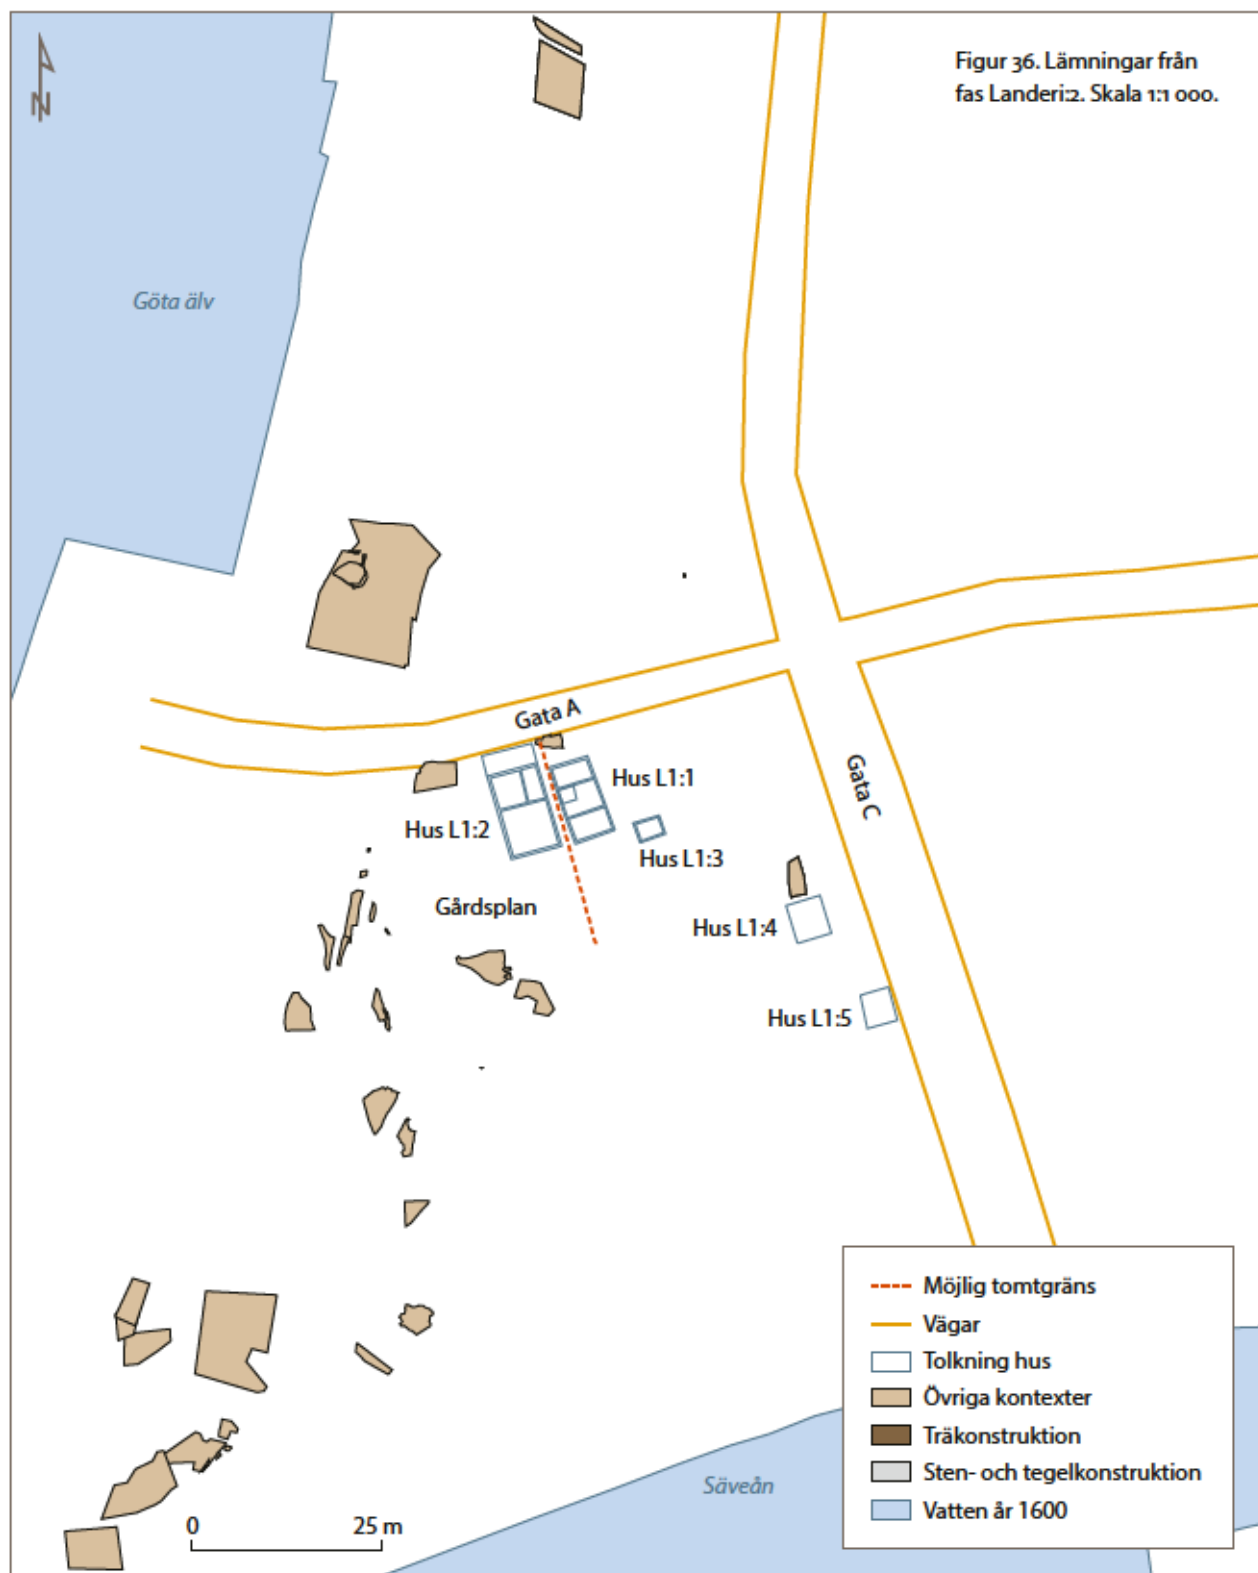 N
Figur 36. Lämningar från
fas Landeri:2. Skala 1:1 000.
Göta älv
Gata A
Hus L1:1
Gata C
Hus L1:2
Hus L1:3
Gårdsplan
Hus L1:4
Hus L1:5
Möjlig tomtgräns
Vägar
Tolkning hus
Övriga kontexter
Träkonstruktion
Sten- och tegelkonstruktion
Vatten år 1600
Säveån
0 25 m